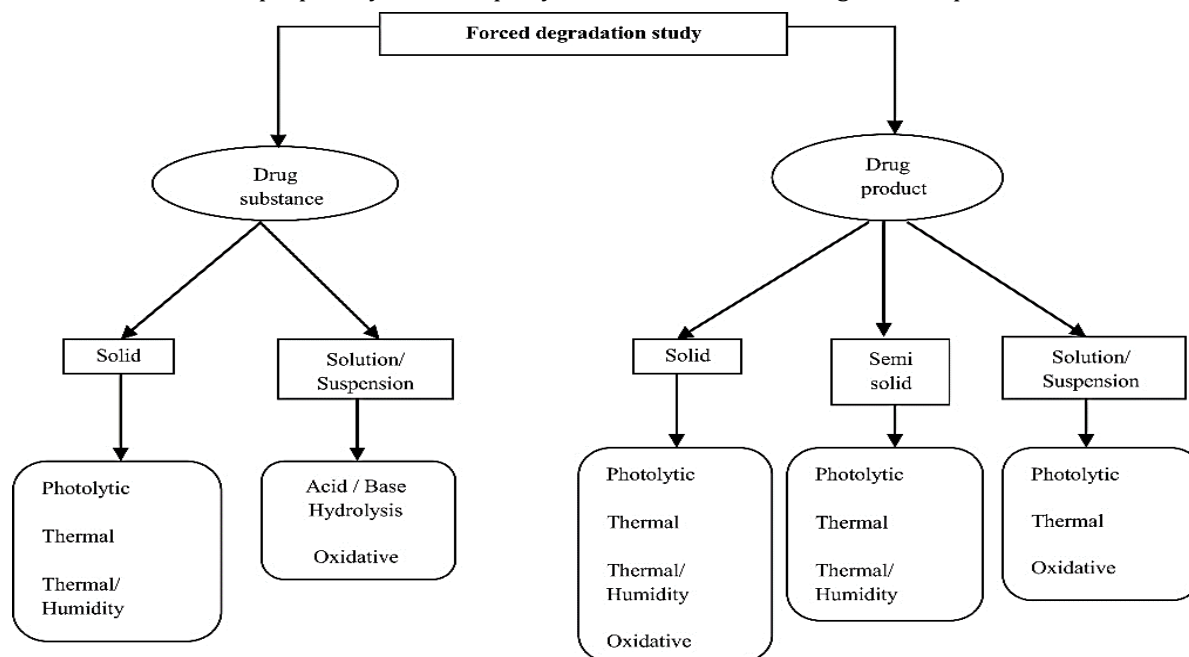 Forced degradation study
Drug
substance
Drug
product
Solid
Solution/
Suspension
Solid
Semi
solid
Solution/
Suspension
Photolytic
Thermal
Thermal/
Humidity
Acid / Base
Hydrolysis
Oxidative
Photolytic
Thermal
Thermal/
Humidity
Oxidative
Photolytic
Thermal
Thermal/
Humidity
Photolytic
Thermal
Oxidative